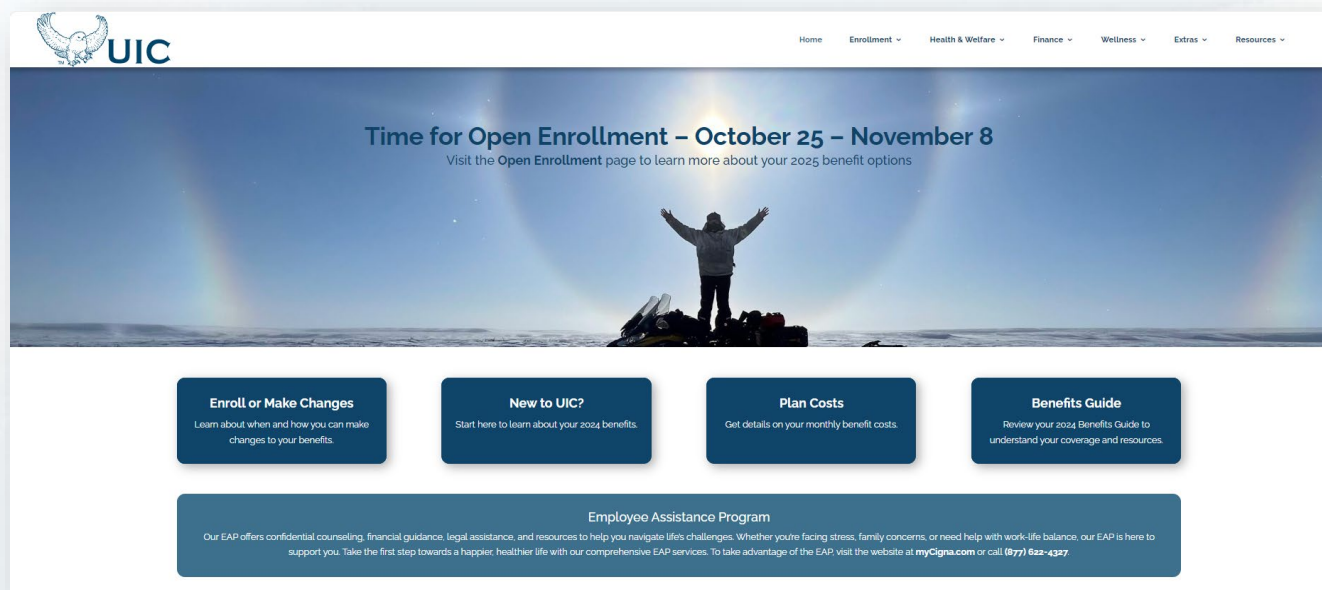 UIC
Home Enrollment Health & Welfare Finance Wellness Extras Resources
Time for Open Enrollment – October 25 – November 8
Visit the Open Enrollment page to learn more about your 2025 benefit options
Enroll or Make Changes
Learn about when and how you can make
changes to your benefits.
New to UIC?
Start here to learn about your 2024 benefits.
Plan Costs
Get details on your monthly benefit costs.
Benefits Guide
Review your 2024 Benefits Guide to
understand your coverage and resources.
Employee Assistance Program
Our EAP offers confidential counseling, financial guidance, legal assistance, and resources to help you navigate life's challenges. Whether you're facing stress, family concerns, or need help with work-life balance, our EAP is here to
support you. Take the first step towards a happier, healthier life with our comprehensive EAP services. To take advantage of the EAP, visit the website at myCigna.com or call (877) 622-4327.